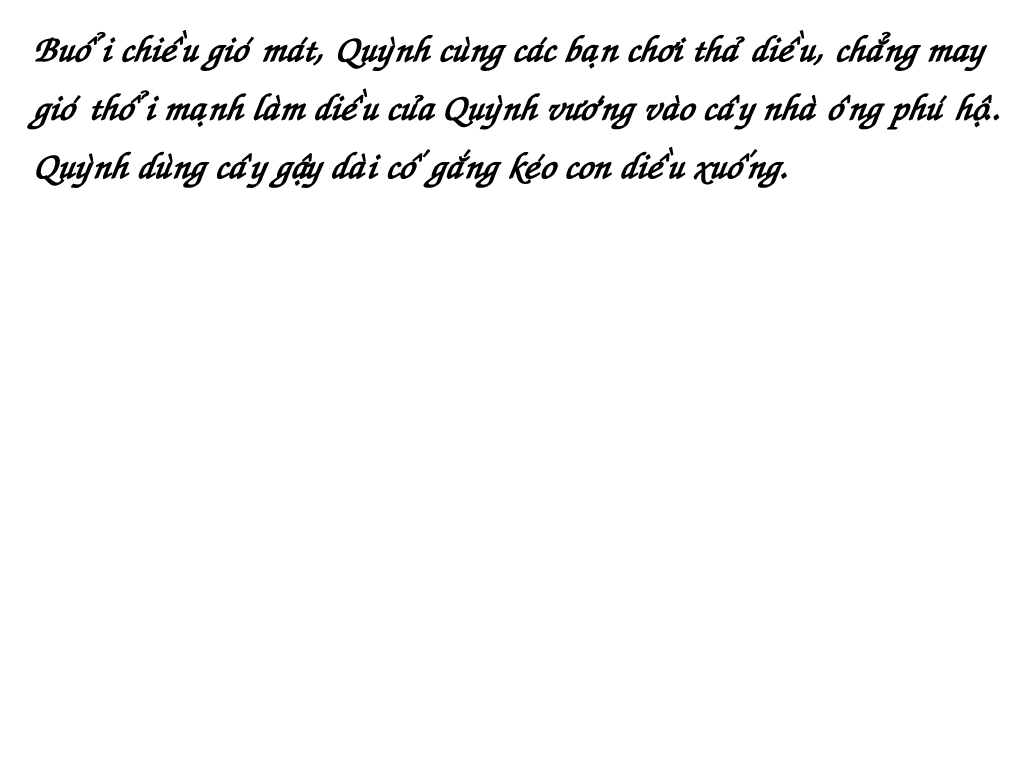 Buổi chiều gió mát, Quỳnh cùng các bạn chơi thả diều, chẳng may
gió thổi mạnh làm diều của Quỳnh vướng vào cây nhà ông phú hộ.
Quỳnh dùng cây gậy dài cố gắng kéo con diều xuống.